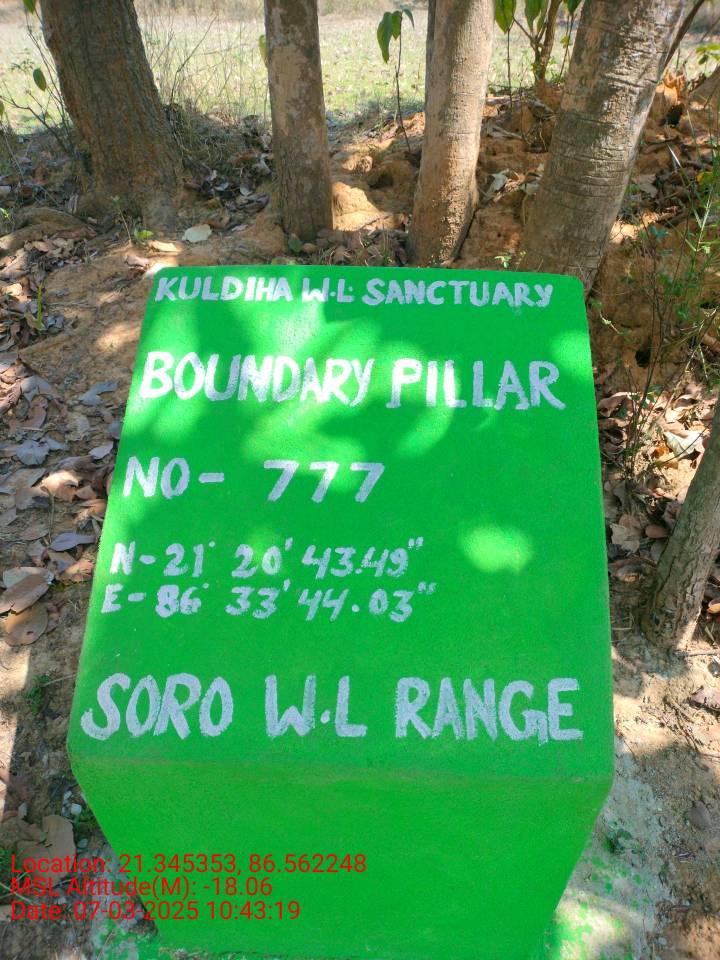 KULDIHA W.L. SANCTUARY
BOUNDARY PILLAR
NO- 777
N-21° 20' 43.49"
E-86° 33' 44.03"
SORO W.L RANGE
Location: 21.345353, 86.562248
MSL Altitude(M): -18.06
Date: 07-03-2025 10:43:19